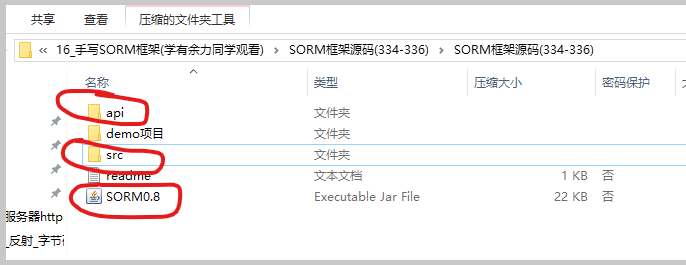 共享 查看 压缩的文件夹工具
« 16_手写SORM框架(学有余力同学观看) > SORM框架源码(334-336) > SORM框架源码(334-336)
名称 类型 压缩大小 密码保护
api 文件夹
demo项目 文件夹
src 文件夹
readme 文本文档 1 KB 否
SORM0.8 Executable Jar File 22 KB 否
服务器http
_反射_字节